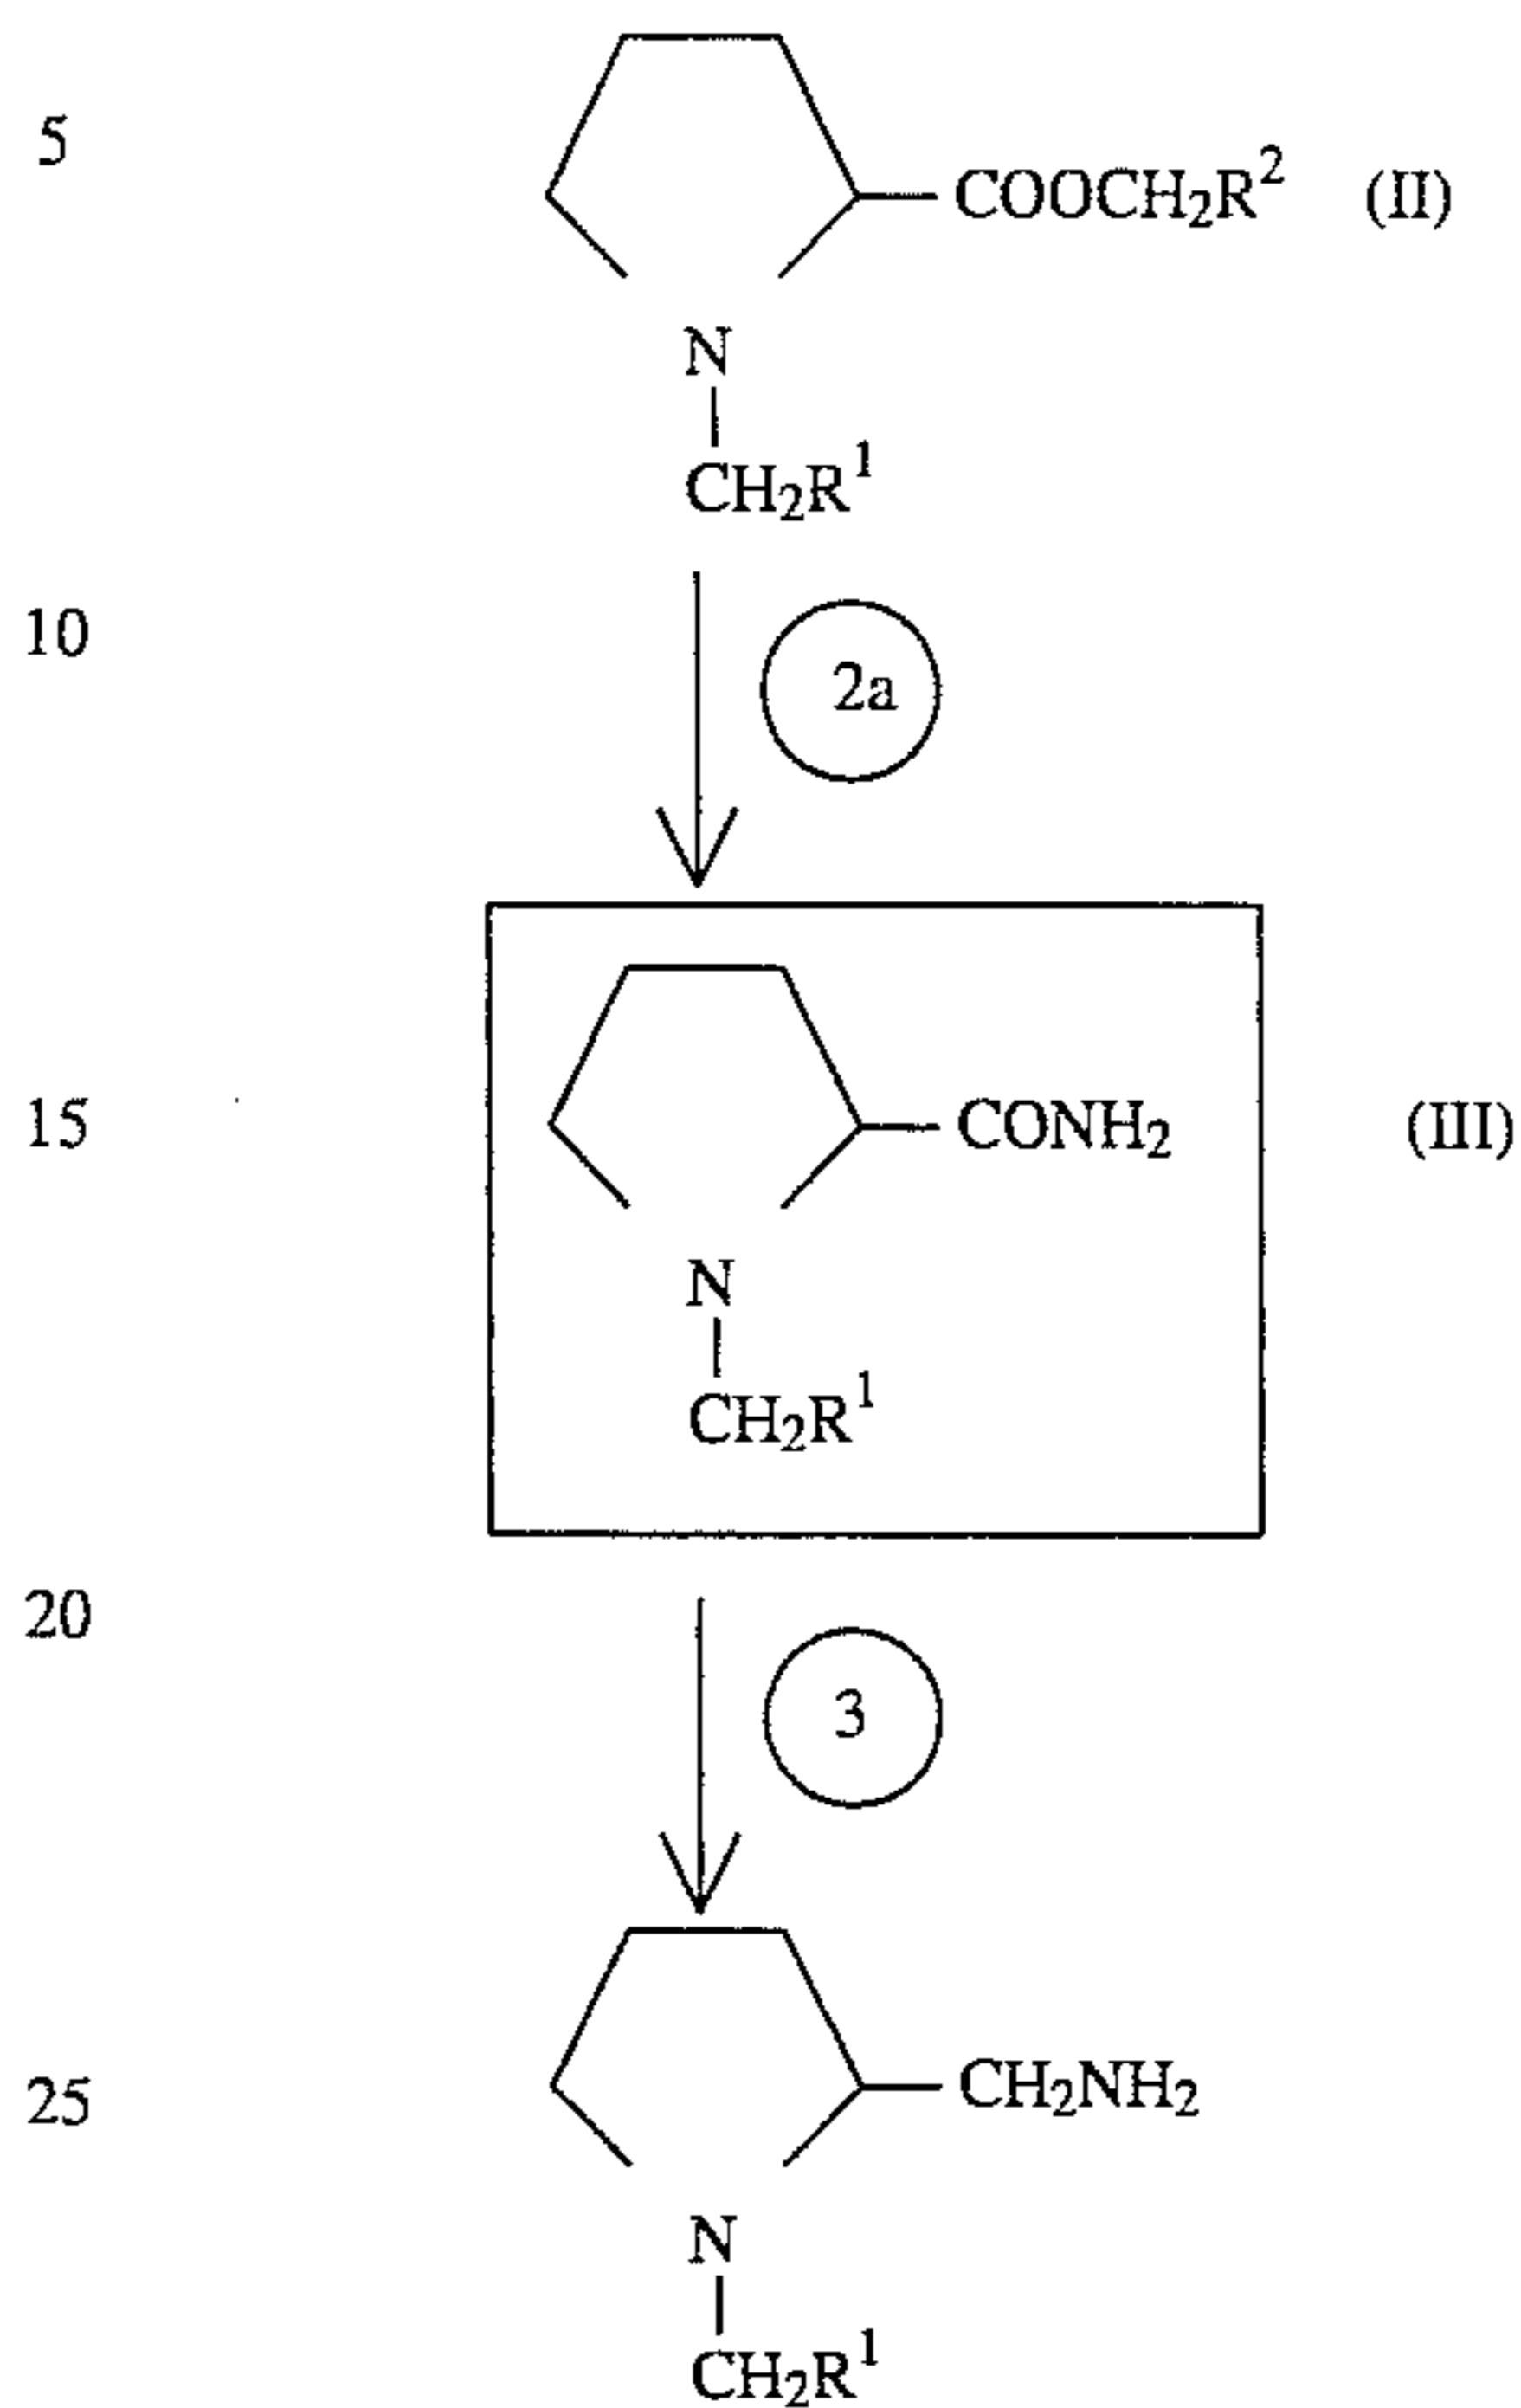 5
COOCH₂R² (II)
N
CH₂R¹
10
2a
15 CONH₂ (III)
N
CH₂R¹
20
3
25 CH₂NH₂
N
CH₂R¹